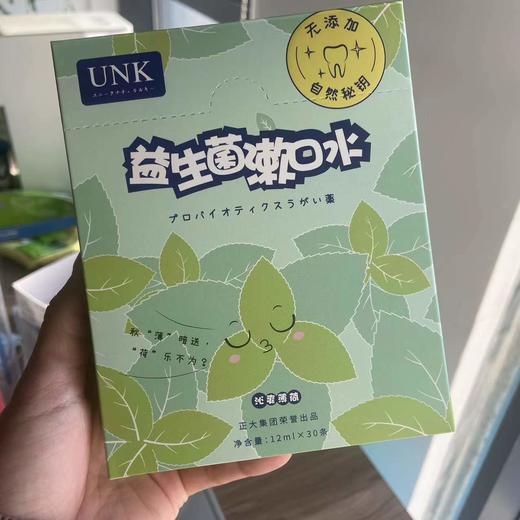 UNK
无添加
自然秘钥
益生菌漱口水
プロバイオティクスうがい薬
秋“薄”暗送，
“荷”乐不为？
沁爽薄荷
正大集团荣誉出品
净含量:12ml×30条